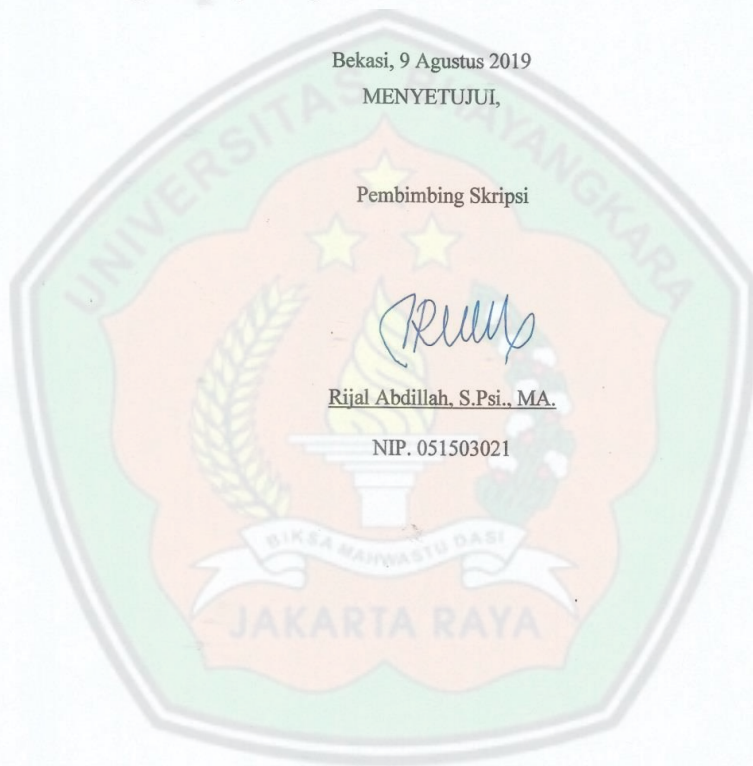 Bekasi, 9 Agustus 2019
MENYETUJUI,
Pembimbing Skripsi
Rijal Abdillah, S.Psi., MA.
NIP. 051503021
UNIVERSITAS BHAYANGKARA
BIKSA MAHWASTU DASI
JAKARTA RAYA